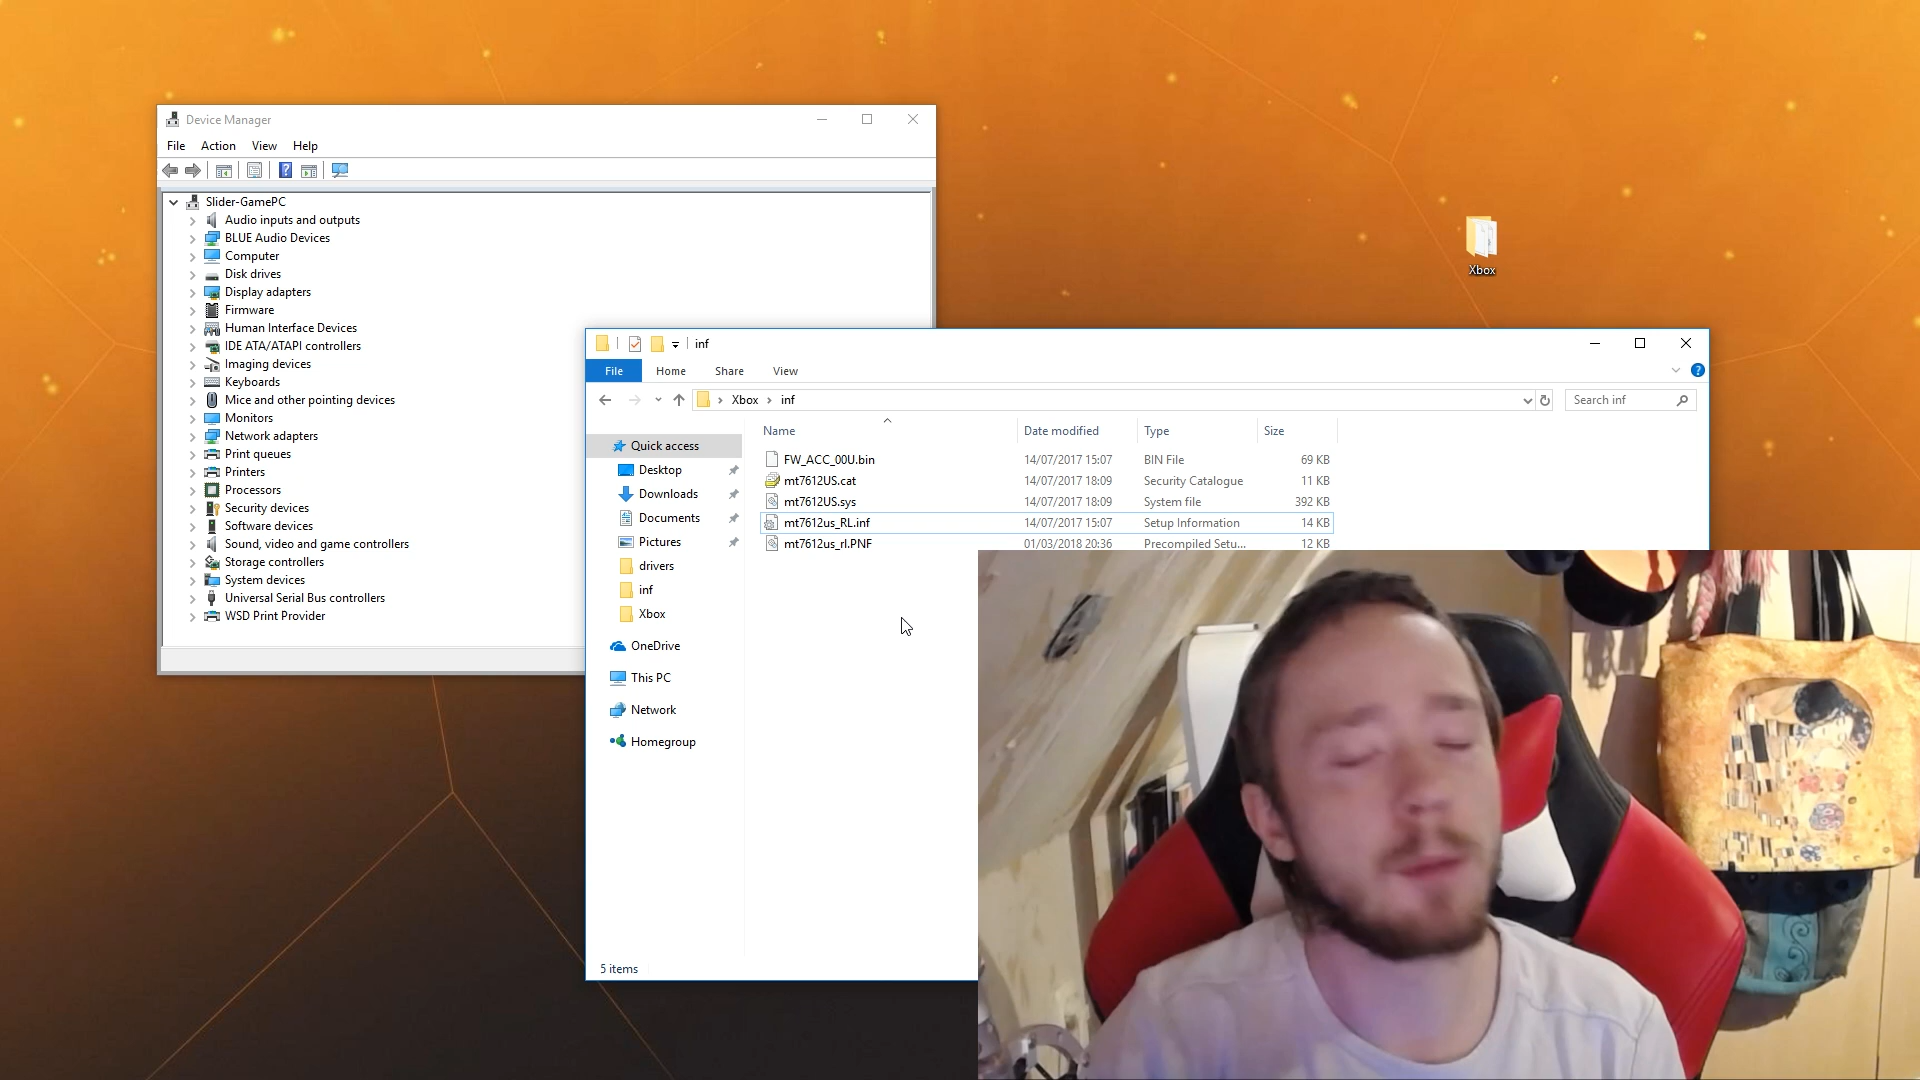 Device Manager
File Action View Help
Slider-GamePC
Audio inputs and outputs
BLUE Audio Devices
Computer
Disk drives
Display adapters
Firmware
Human Interface Devices
IDE ATA/ATAPI controllers
Imaging devices
Keyboards
Mice and other pointing devices
Monitors
Network adapters
Print queues
Printers
Processors
Security devices
Software devices
Sound, video and game controllers
Storage controllers
System devices
Universal Serial Bus controllers
WSD Print Provider
Xbox
inf
File Home Share View
Xbox inf
Search inf
Name Date modified Type Size
FW_ACC_00U.bin 14/07/2017 15:07 BIN File 69 KB
mt7612US.cat 14/07/2017 18:09 Security Catalogue 11 KB
mt7612US.sys 14/07/2017 18:09 System file 392 KB
mt7612us_RL.inf 14/07/2017 15:07 Setup Information 14 KB
mt7612us_rl.PNF 01/03/2018 20:36 Precompiled Setu... 12 KB
Quick access
Desktop
Downloads
Documents
Pictures
drivers
inf
Xbox
OneDrive
This PC
Network
Homegroup
5 items